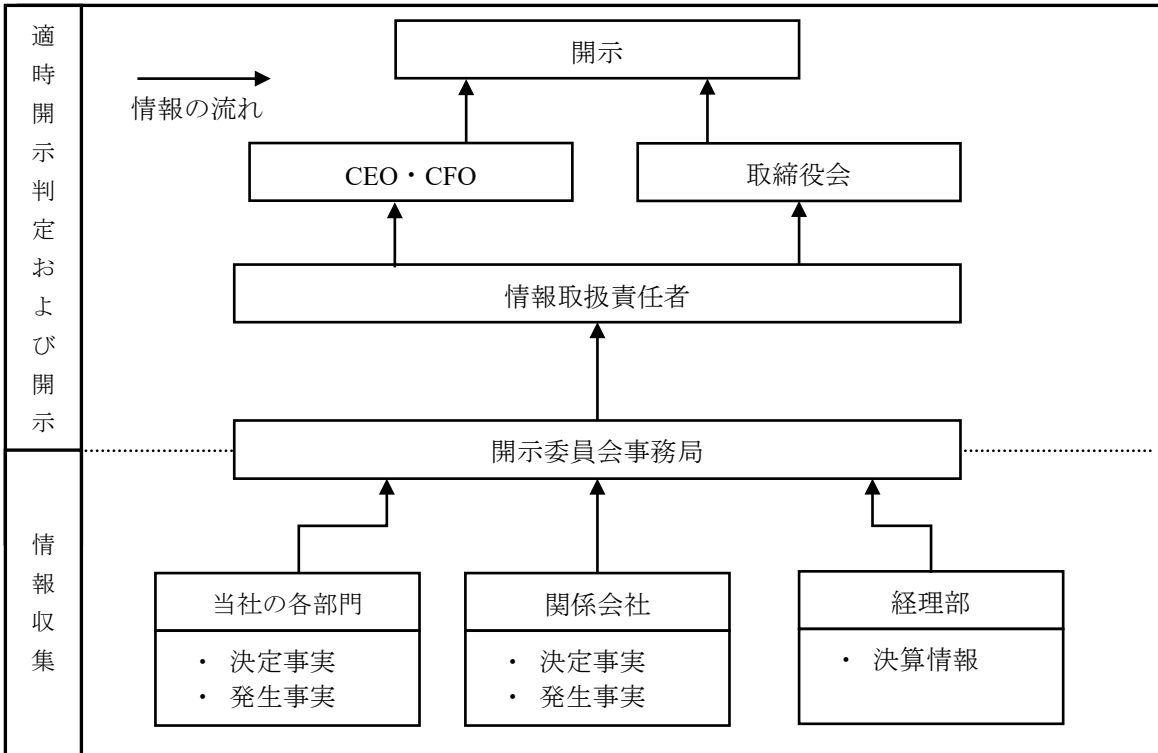 適時開示判定および開示
開示
情報の流れ
CEO・CFO
取締役会
情報取扱責任者
開示委員会事務局
情報収集
当社の各部門
・ 決定事実
・ 発生事実
関係会社
・ 決定事実
・ 発生事実
経理部
・ 決算情報